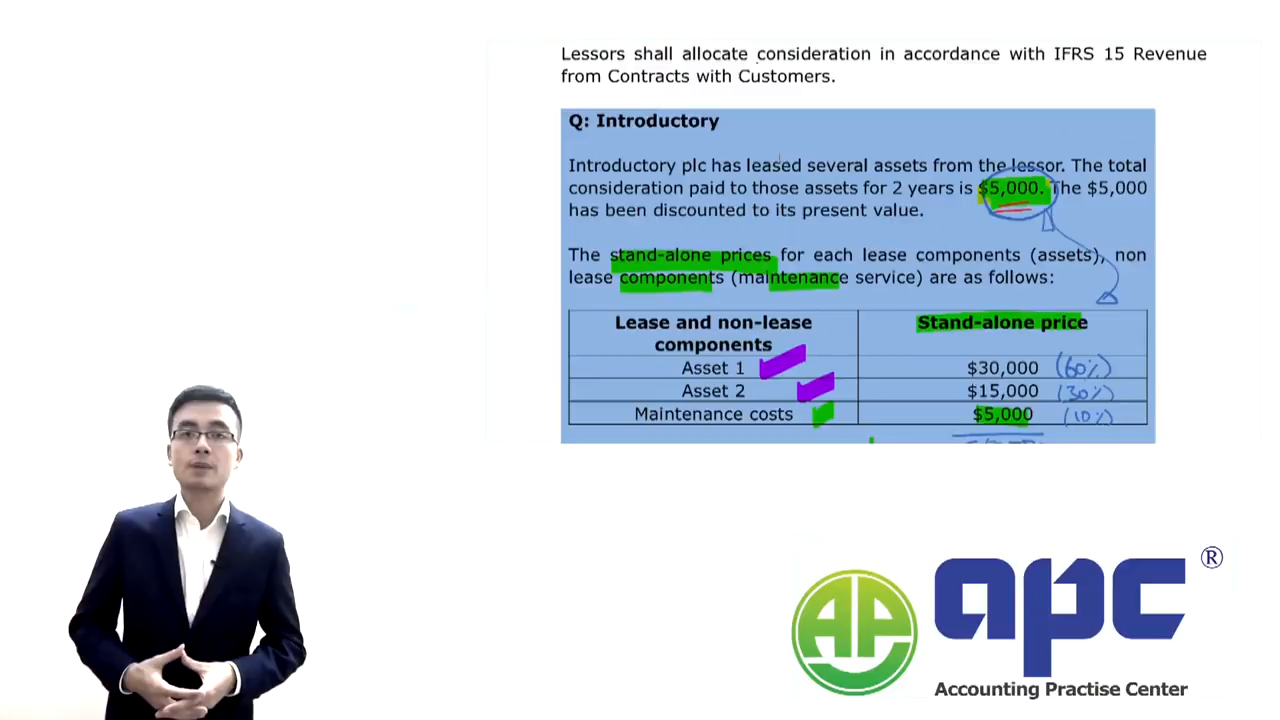 Lessors shall allocate consideration in accordance with IFRS 15 Revenue
from Contracts with Customers.
Q: Introductory
Introductory plc has leased several assets from the lessor. The total
consideration paid to those assets for 2 years is $5,000. The $5,000
has been discounted to its present value.
The stand-alone prices for each lease components (assets), non
lease components (maintenance service) are as follows:
Lease and non-lease
components
Stand-alone price
Asset 1 $30,000 (60%)
Asset 2 $15,000 (30%)
Maintenance costs $5,000 (10%)
AP
apc ®
Accounting Practise Center